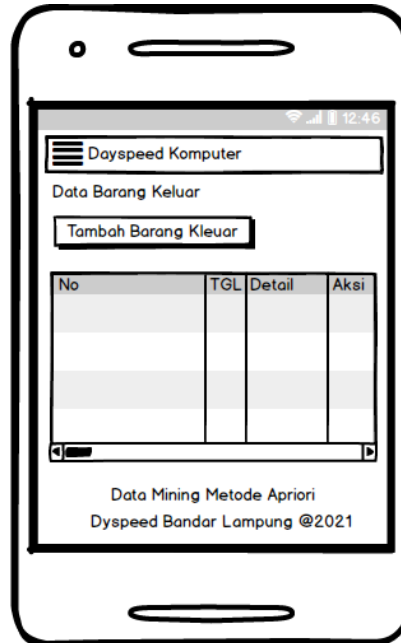 12:46
Dayspeed Komputer
Data Barang Keluar
Tambah Barang Kleuar
No TGL Detail Aksi
Data Mining Metode Apriori
Dyspeed Bandar Lampung @2021